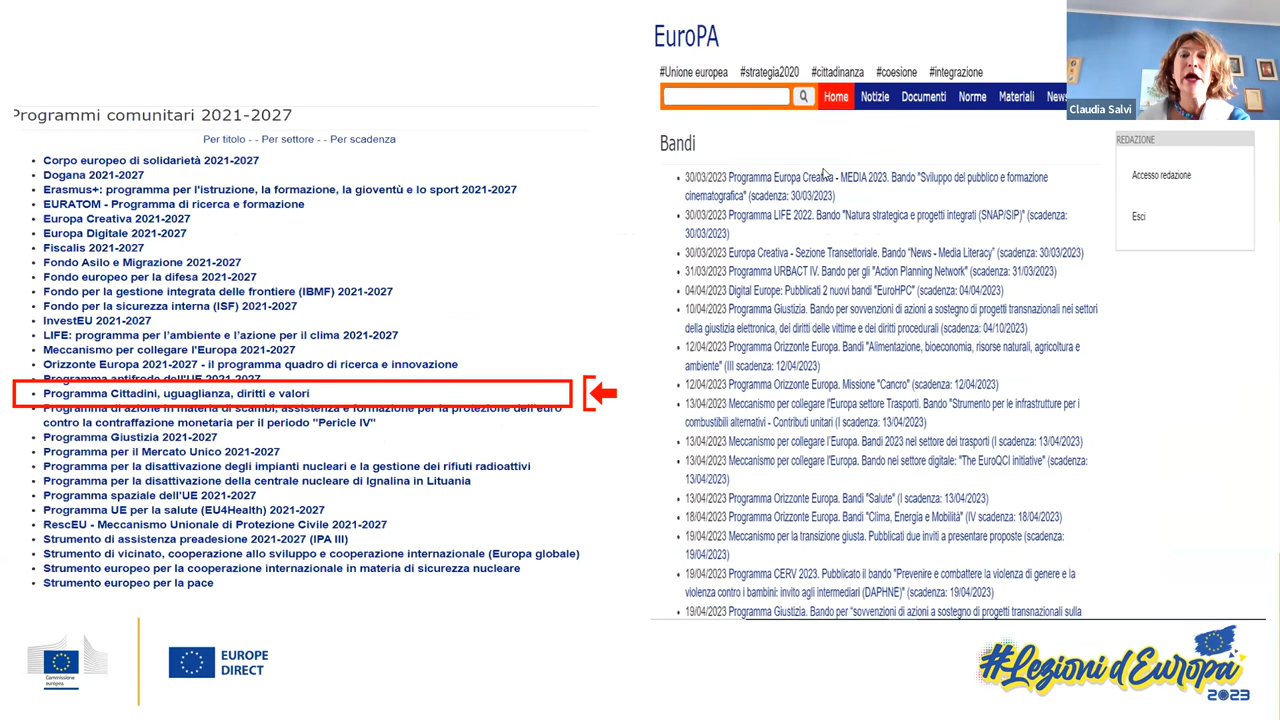 Programmi comunitari 2021-2027
Per titolo - - Per settore - - Per scadenza
Corpo europeo di solidarietà 2021-2027
Dogana 2021-2027
Erasmus+: programma per l'istruzione, la formazione, la gioventù e lo sport 2021-2027
EURATOM - Programma di ricerca e formazione
Europa Creativa 2021-2027
Europa Digitale 2021-2027
Fiscalis 2021-2027
Fondo Asilo e Migrazione 2021-2027
Fondo europeo per la difesa 2021-2027
Fondo per la gestione integrata delle frontiere (IBMF) 2021-2027
Fondo per la sicurezza interna (ISF) 2021-2027
InvestEU 2021-2027
LIFE: programma per l'ambiente e l'azione per il clima 2021-2027
Meccanismo per collegare l'Europa 2021-2027
Orizzonte Europa 2021-2027 - il programma quadro di ricerca e innovazione
Programma antifrode dell'UE 2021-2027
Programma Cittadini, uguaglianza, diritti e valori
Programma di azione in materia di scambi, assistenza e formazione per la protezione dell'euro
contro la contraffazione monetaria per il periodo "Pericle IV"
Programma Giustizia 2021-2027
Programma per il Mercato Unico 2021-2027
Programma per la disattivazione degli impianti nucleari e la gestione dei rifiuti radioattivi
Programma per la disattivazione della centrale nucleare di Ignalina in Lituania
Programma spaziale dell'UE 2021-2027
Programma UE per la salute (EU4Health) 2021-2027
RescEU - Meccanismo Unionale di Protezione Civile 2021-2027
Strumento di assistenza preadesione 2021-2027 (IPA III)
Strumento di vicinato, cooperazione allo sviluppo e cooperazione internazionale (Europa globale)
Strumento europeo per la cooperazione internazionale in materia di sicurezza nucleare
Strumento europeo per la pace
Commissione
europea
EUROPE
DIRECT
EuroPA
#Unione europea #strategia2020 #cittadinanza #coesione #integrazione
Home Notizie Documenti Norme Materiali News
Claudia Salvi
Bandi
30/03/2023 Programma Europa Creativa - MEDIA 2023. Bando "Sviluppo del pubblico e formazione
cinematografica" (scadenza: 30/03/2023)
30/03/2023 Programma LIFE 2022. Bando "Natura strategica e progetti integrati (SNAP/SIP)" (scadenza:
30/03/2023)
30/03/2023 Europa Creativa - Sezione Transettoriale. Bando "News - Media Literacy" (scadenza: 30/03/2023)
31/03/2023 Programma URBACT IV. Bando per gli "Action Planning Network" (scadenza: 31/03/2023)
04/04/2023 Digital Europe: Pubblicati 2 nuovi bandi "EuroHPC" (scadenza: 04/04/2023)
10/04/2023 Programma Giustizia. Bando per sovvenzioni di azioni a sostegno di progetti transnazionali nei settori
della giustizia elettronica, dei diritti delle vittime e dei diritti procedurali (scadenza: 04/10/2023)
12/04/2023 Programma Orizzonte Europa. Bandi "Alimentazione, bioeconomia, risorse naturali, agricoltura e
ambiente" (III scadenza: 12/04/2023)
12/04/2023 Programma Orizzonte Europa. Missione "Cancro" (scadenza: 12/04/2023)
13/04/2023 Meccanismo per collegare l'Europa settore Trasporti. Bando "Strumento per le infrastrutture per i
combustibili alternativi - Contributi unitari (I scadenza: 13/04/2023)
13/04/2023 Meccanismo per collegare l'Europa. Bandi 2023 nel settore dei trasporti (I scadenza: 13/04/2023)
13/04/2023 Meccanismo per collegare l'Europa. Bando nel settore digitale: "The EuroQCI initiative" (scadenza:
13/04/2023)
13/04/2023 Programma Orizzonte Europa. Bandi "Salute" (I scadenza: 13/04/2023)
18/04/2023 Programma Orizzonte Europa. Bandi "Clima, Energia e Mobilità" (IV scadenza: 18/04/2023)
19/04/2023 Meccanismo per la transizione giusta. Pubblicati due inviti a presentare proposte (scadenza:
19/04/2023)
19/04/2023 Programma CERV 2023. Pubblicato il bando "Prevenire e combattere la violenza di genere e la
violenza contro i bambini: invito agli intermediari (DAPHNE)" (scadenza: 19/04/2023)
19/04/2023 Programma Giustizia. Bando per "sovvenzioni di azioni a sostegno di progetti transnazionali sulla
REDAZIONE
Accesso redazione
Esci
#Lezioni d'Europa
2023